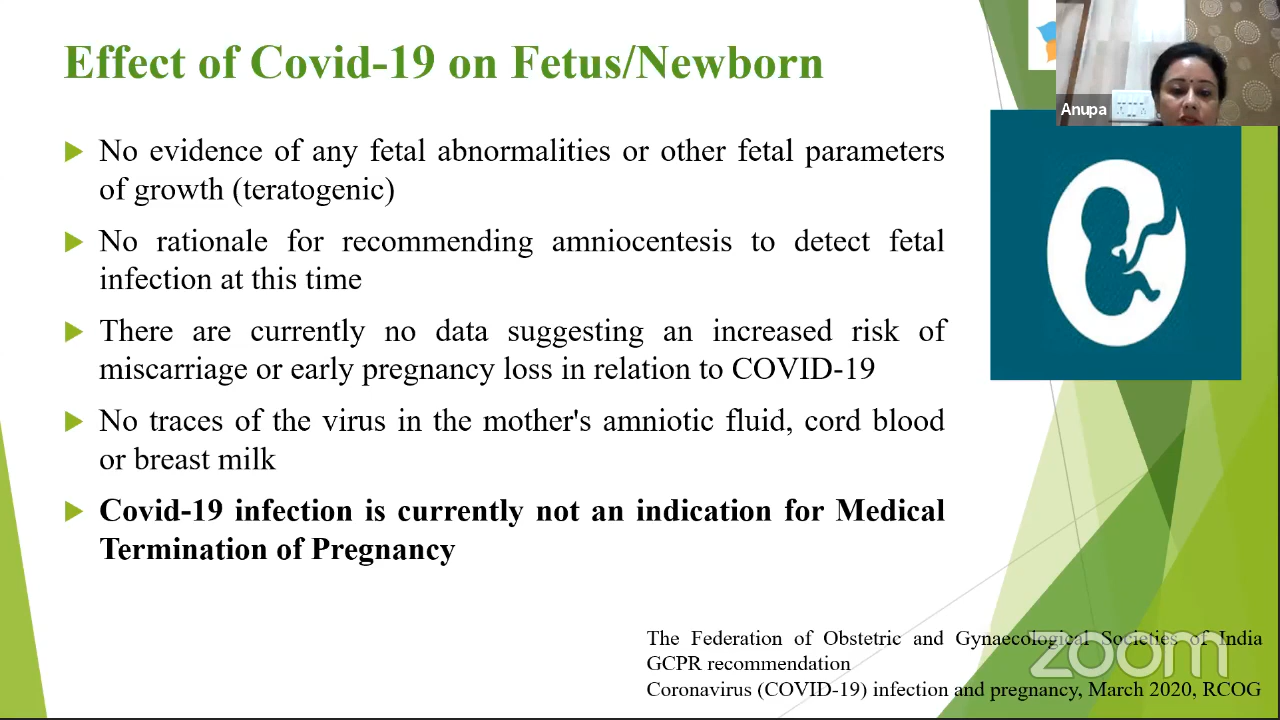 Effect of Covid-19 on Fetus/Newborn
Anupa
No evidence of any fetal abnormalities or other fetal parameters
of growth (teratogenic)
No rationale for recommending amniocentesis to detect fetal
infection at this time
There are currently no data suggesting an increased risk of
miscarriage or early pregnancy loss in relation to COVID-19
No traces of the virus in the mother's amniotic fluid, cord blood
or breast milk
Covid-19 infection is currently not an indication for Medical
Termination of Pregnancy
The Federation of Obstetric and Gynaecological Societies of India
GCPR recommendation
Coronavirus (COVID-19) infection and pregnancy, March 2020, RCOG
zoom